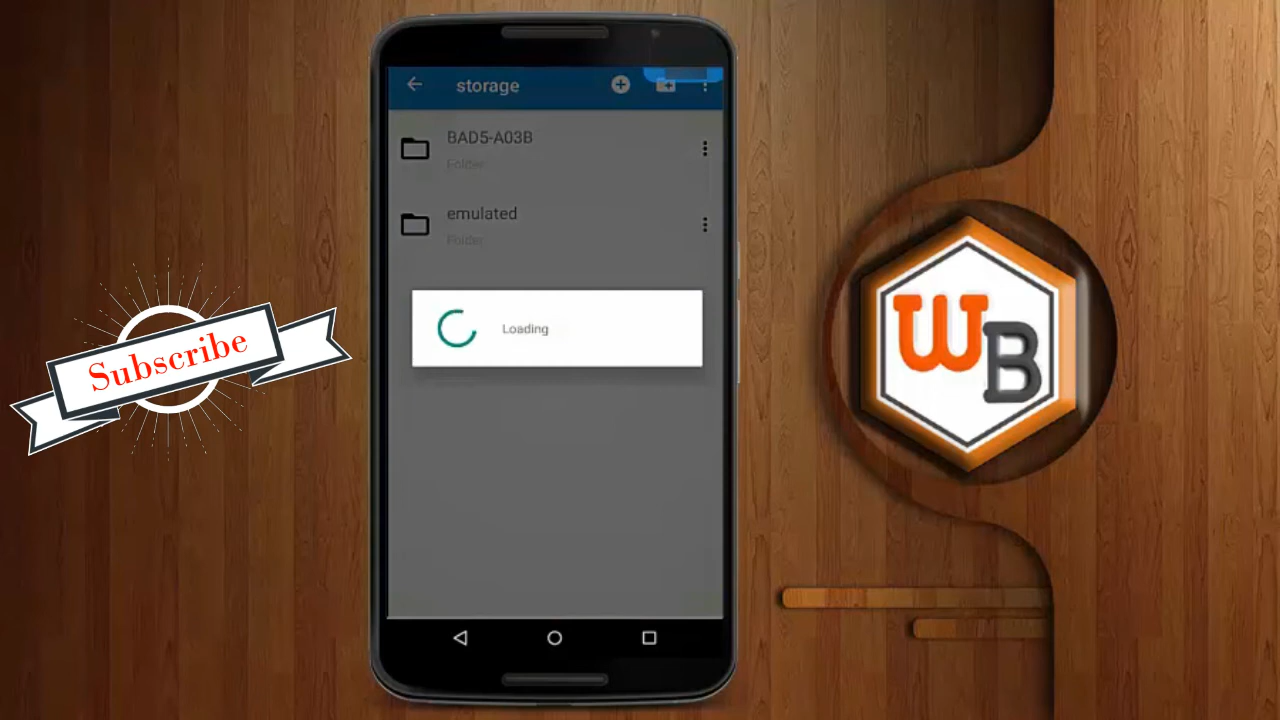 storage
BAD5-A03B
Folder
emulated
Folder
Loading
Subscribe
WB